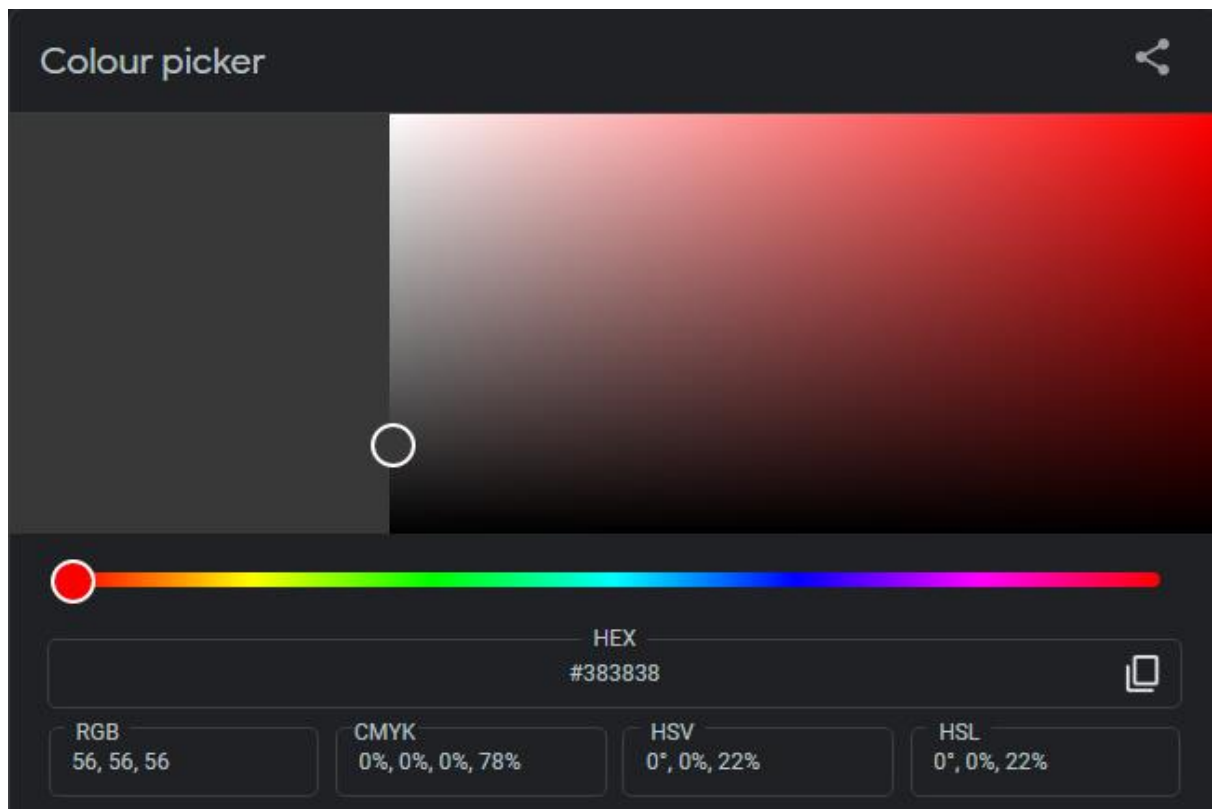 Colour picker
HEX
#383838
RGB
56, 56, 56
CMYK
0%, 0%, 0%, 78%
HSV
0°, 0%, 22%
HSL
0°, 0%, 22%